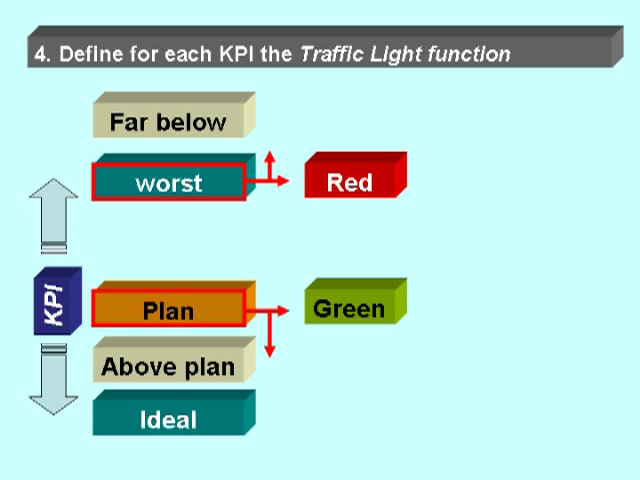 4. Define for each KPI the Traffic Light function
Far below
worst
Red
KPI
Plan
Green
Above plan
Ideal